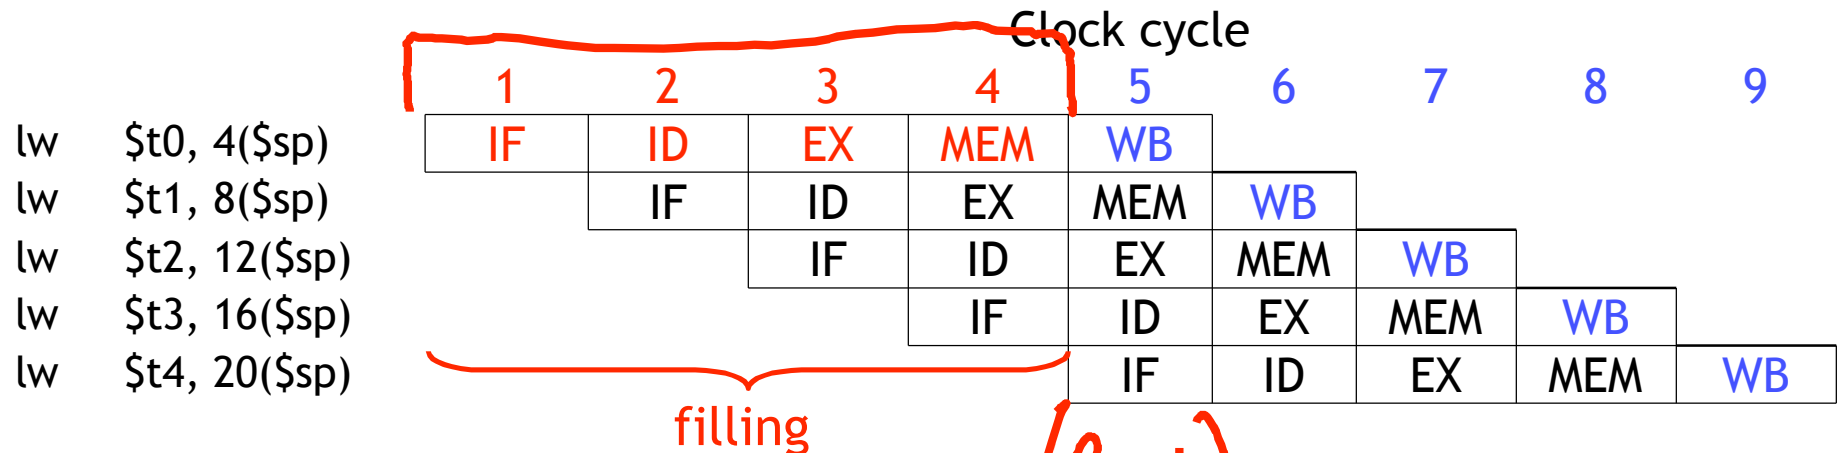 Clock cycle
1 2 3 4 5 6 7 8 9
lw $t0, 4($sp) IF ID EX MEM WB
lw $t1, 8($sp) IF ID EX MEM WB
lw $t2, 12($sp) IF ID EX MEM WB
lw $t3, 16($sp) IF ID EX MEM WB
lw $t4, 20($sp) IF ID EX MEM WB
filling